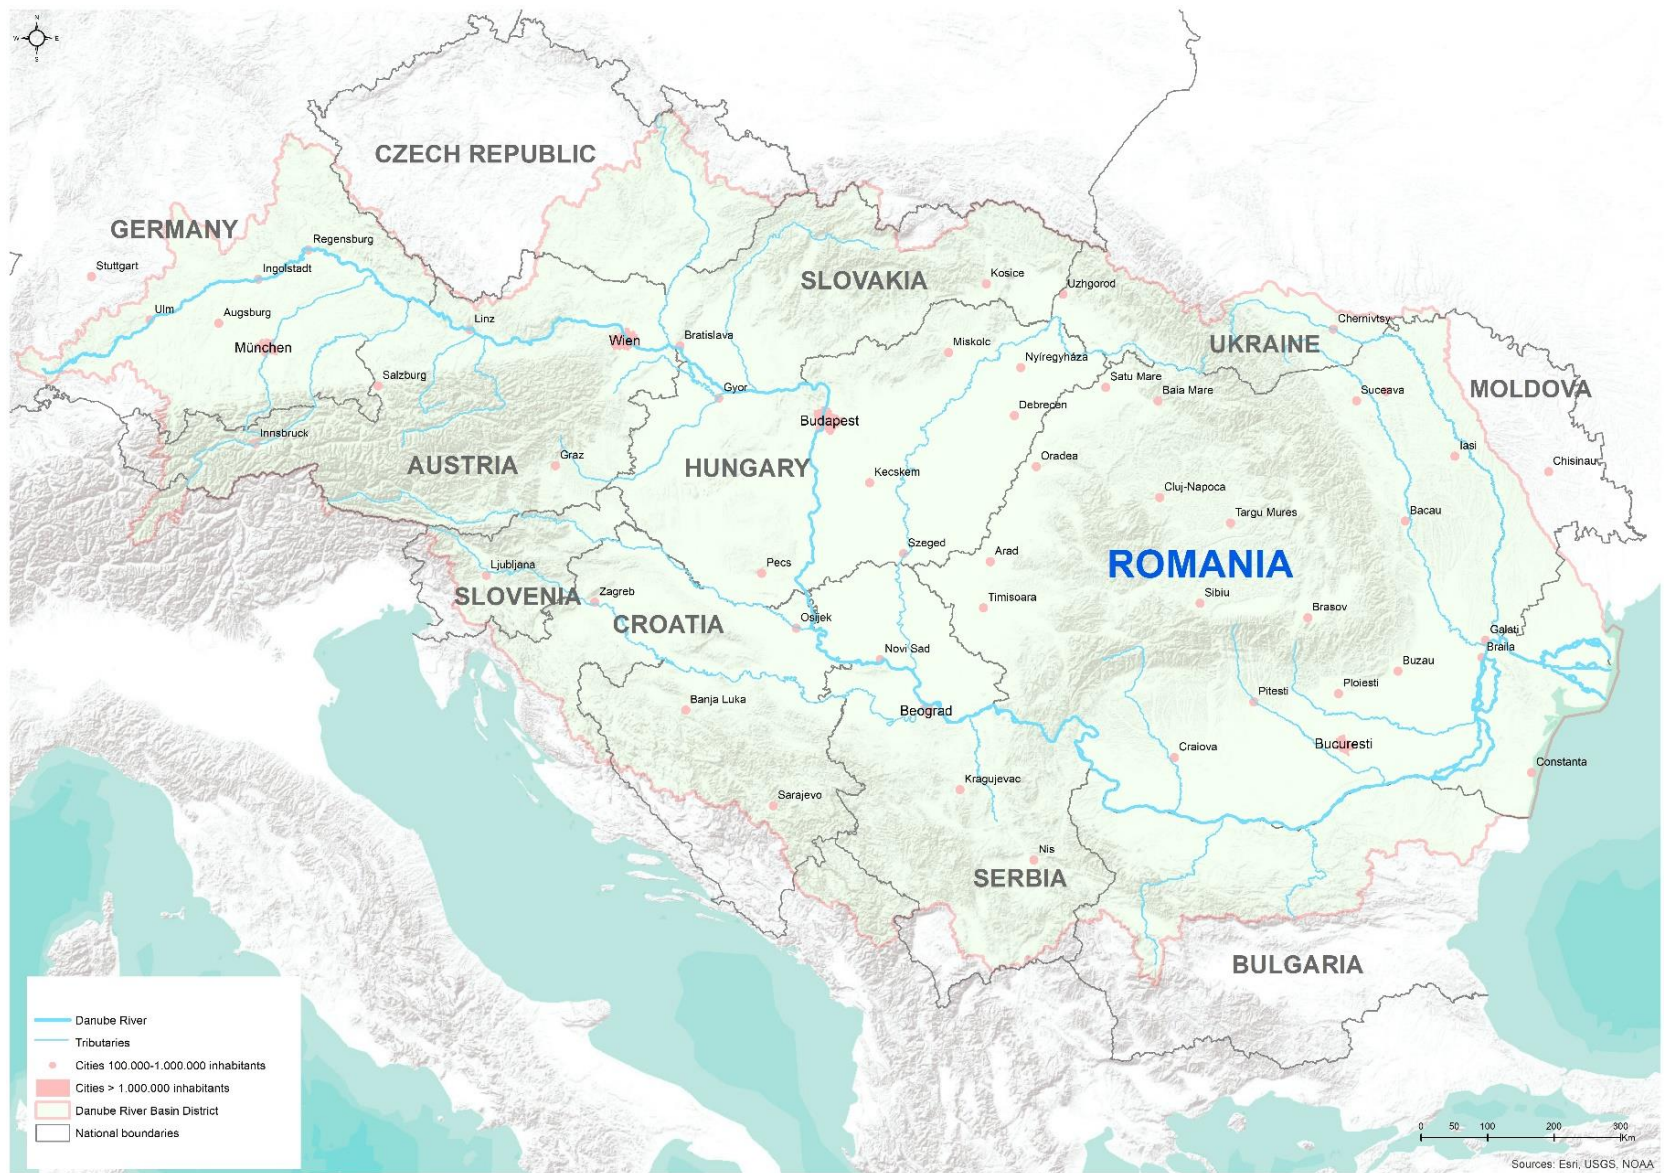 N
W E
S
CZECH REPUBLIC
GERMANY
Regensburg
Stuttgart
Ingolstadt
SLOVAKIA
Kosice
Uzhgorod
Ulm
Augsburg
Linz
Chernivtsy
München
Wien
Bratislava
Miskolc
UKRAINE
Nyíregyháza
Salzburg
Gyor
Satu Mare
Baia Mare
Suceava
MOLDOVA
Debrecen
Budapest
Innsbruck
Iasi
AUSTRIA
Graz
HUNGARY
Kecskem
Oradea
Chisinau
Cluj-Napoca
Targu Mures
Bacau
Szeged
Arad
ROMANIA
Ljubljana
Pecs
SLOVENIA
Zagreb
Timisoara
Sibiu
Brasov
CROATIA
Osijek
Galati
Braila
Novi Sad
Buzau
Ploiesti
Pitesti
Banja Luka
Beograd
Craiova
Bucuresti
Constanta
Kragujevac
Sarajevo
Nis
SERBIA
BULGARIA
Danube River
Tributaries
Cities 100.000-1.000.000 inhabitants
Cities > 1.000.000 inhabitants
Danube River Basin District
National boundaries
0 50 100 200 300
Km
Sources: Esri, USGS, NOAA